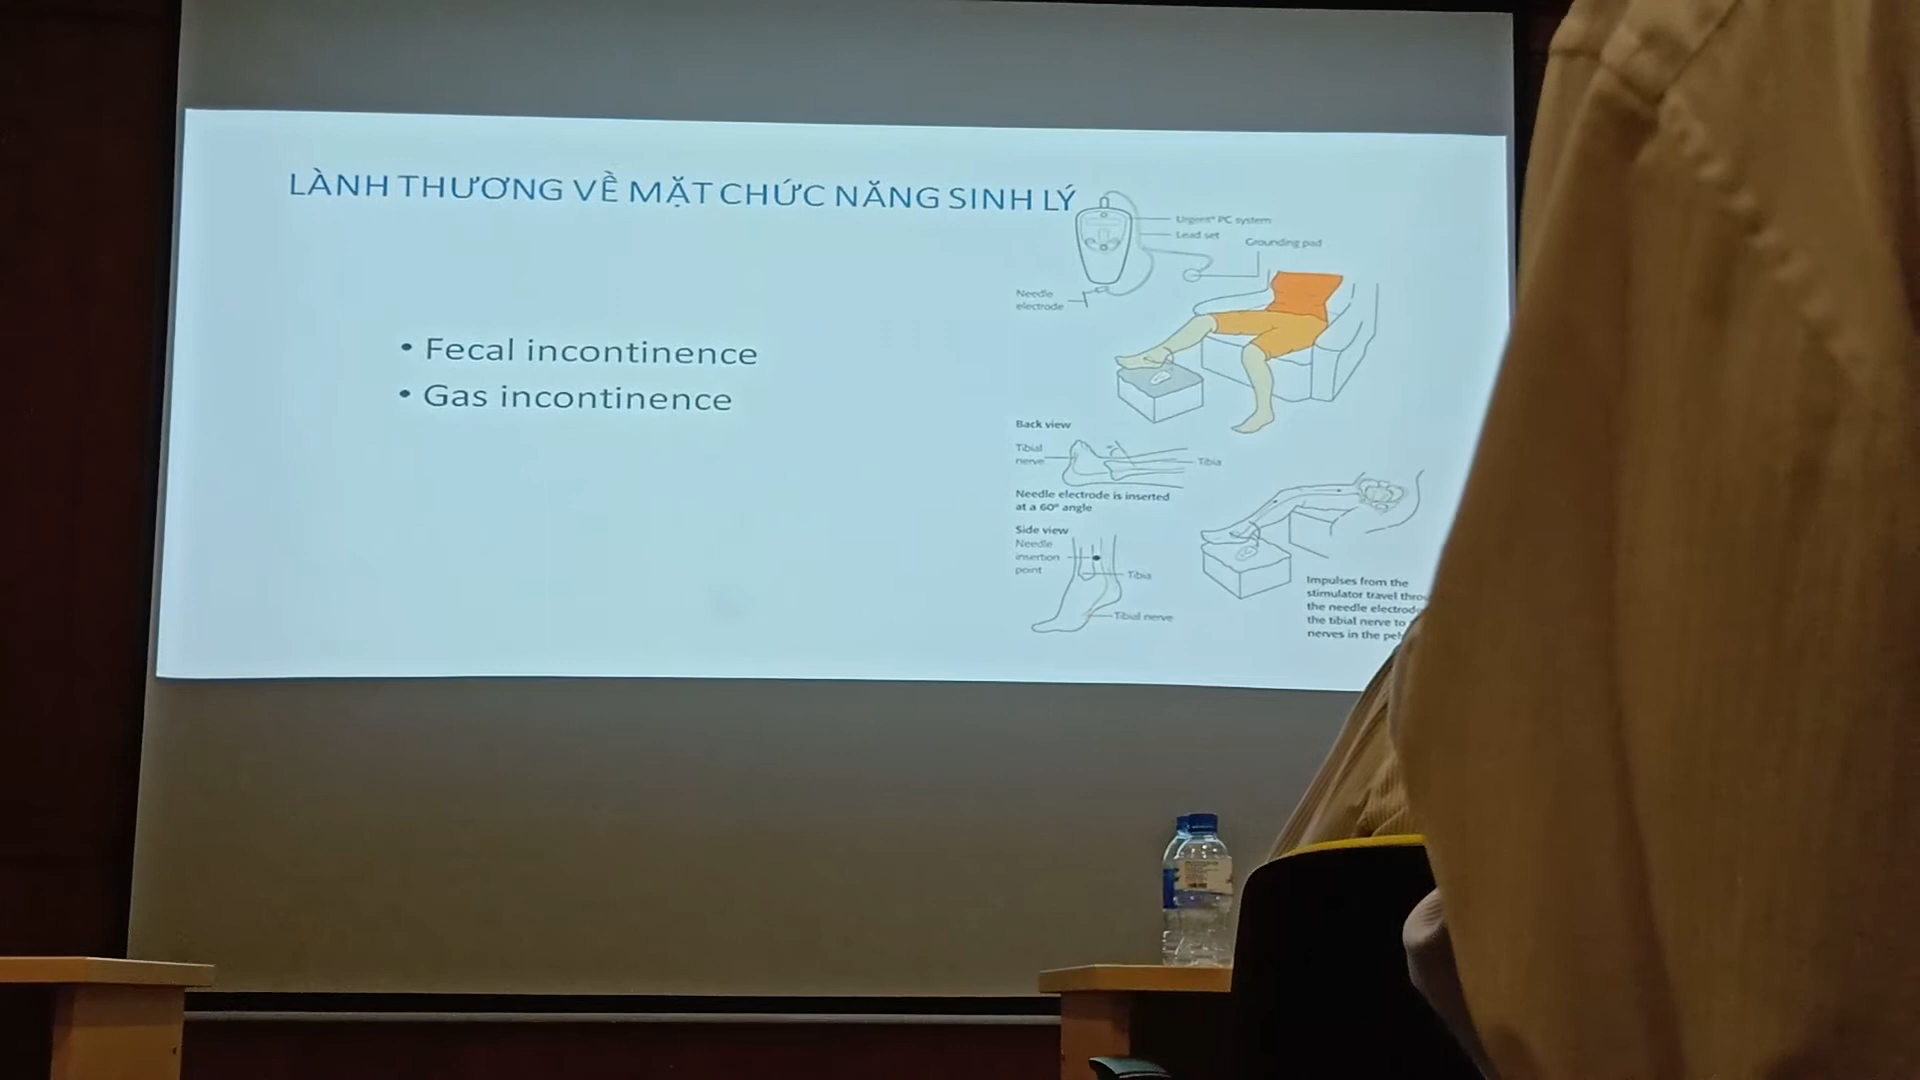 LÀNH THƯƠNG VỀ MẶT CHỨC NĂNG SINH LÝ
• Fecal incontinence
• Gas incontinence
Urgent® PC system
Lead set
Grounding pad
Needle
electrode
Back view
Tibial
nerve
Tibia
Needle electrode is inserted
at a 60° angle
Side view
Needle
insertion
point
Tibia
Tibial nerve
Impulses from the
stimulator travel
the needle
the tibial nerve to
nerves in the